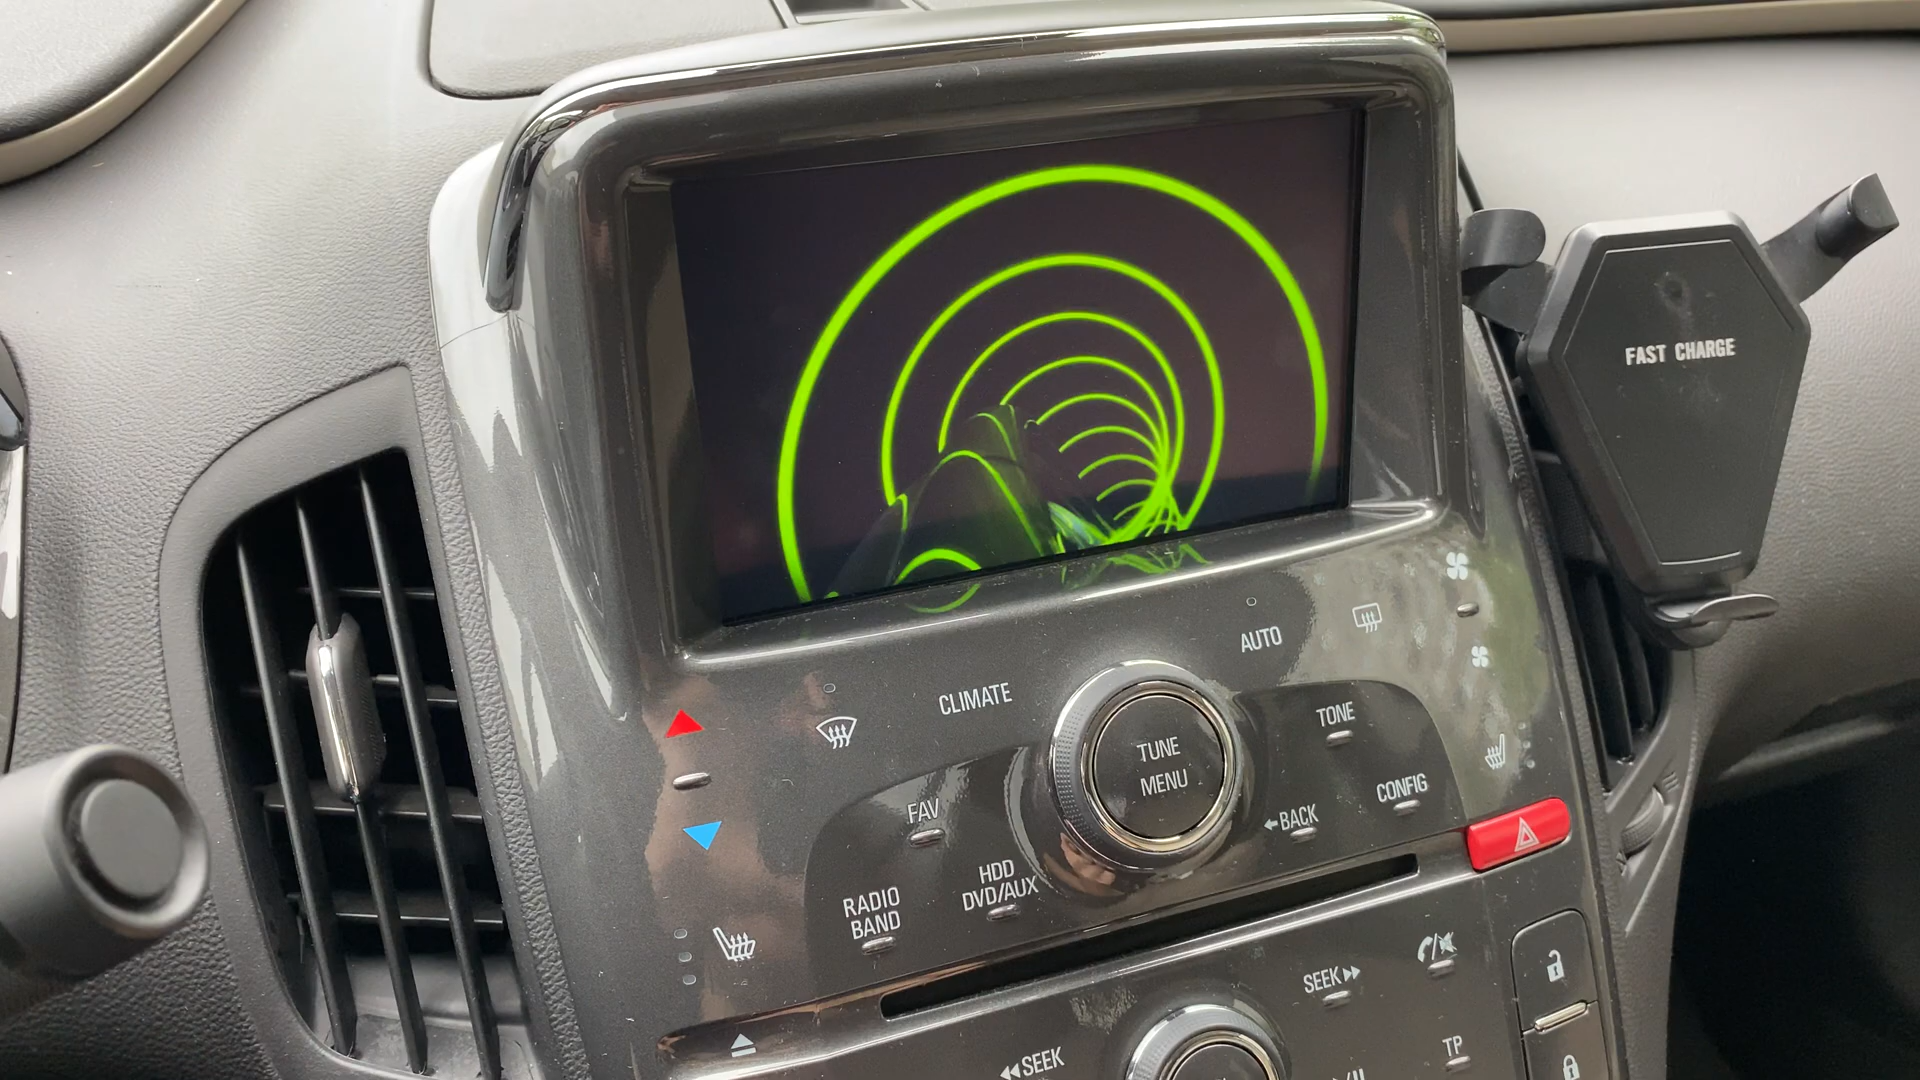 FAST CHARGE
AUTO
CLIMATE
TONE
TUNE
MENU
CONFIG
FAV
←BACK
HDD
DVD/AUX
RADIO
BAND
SEEK
SEEK
TP